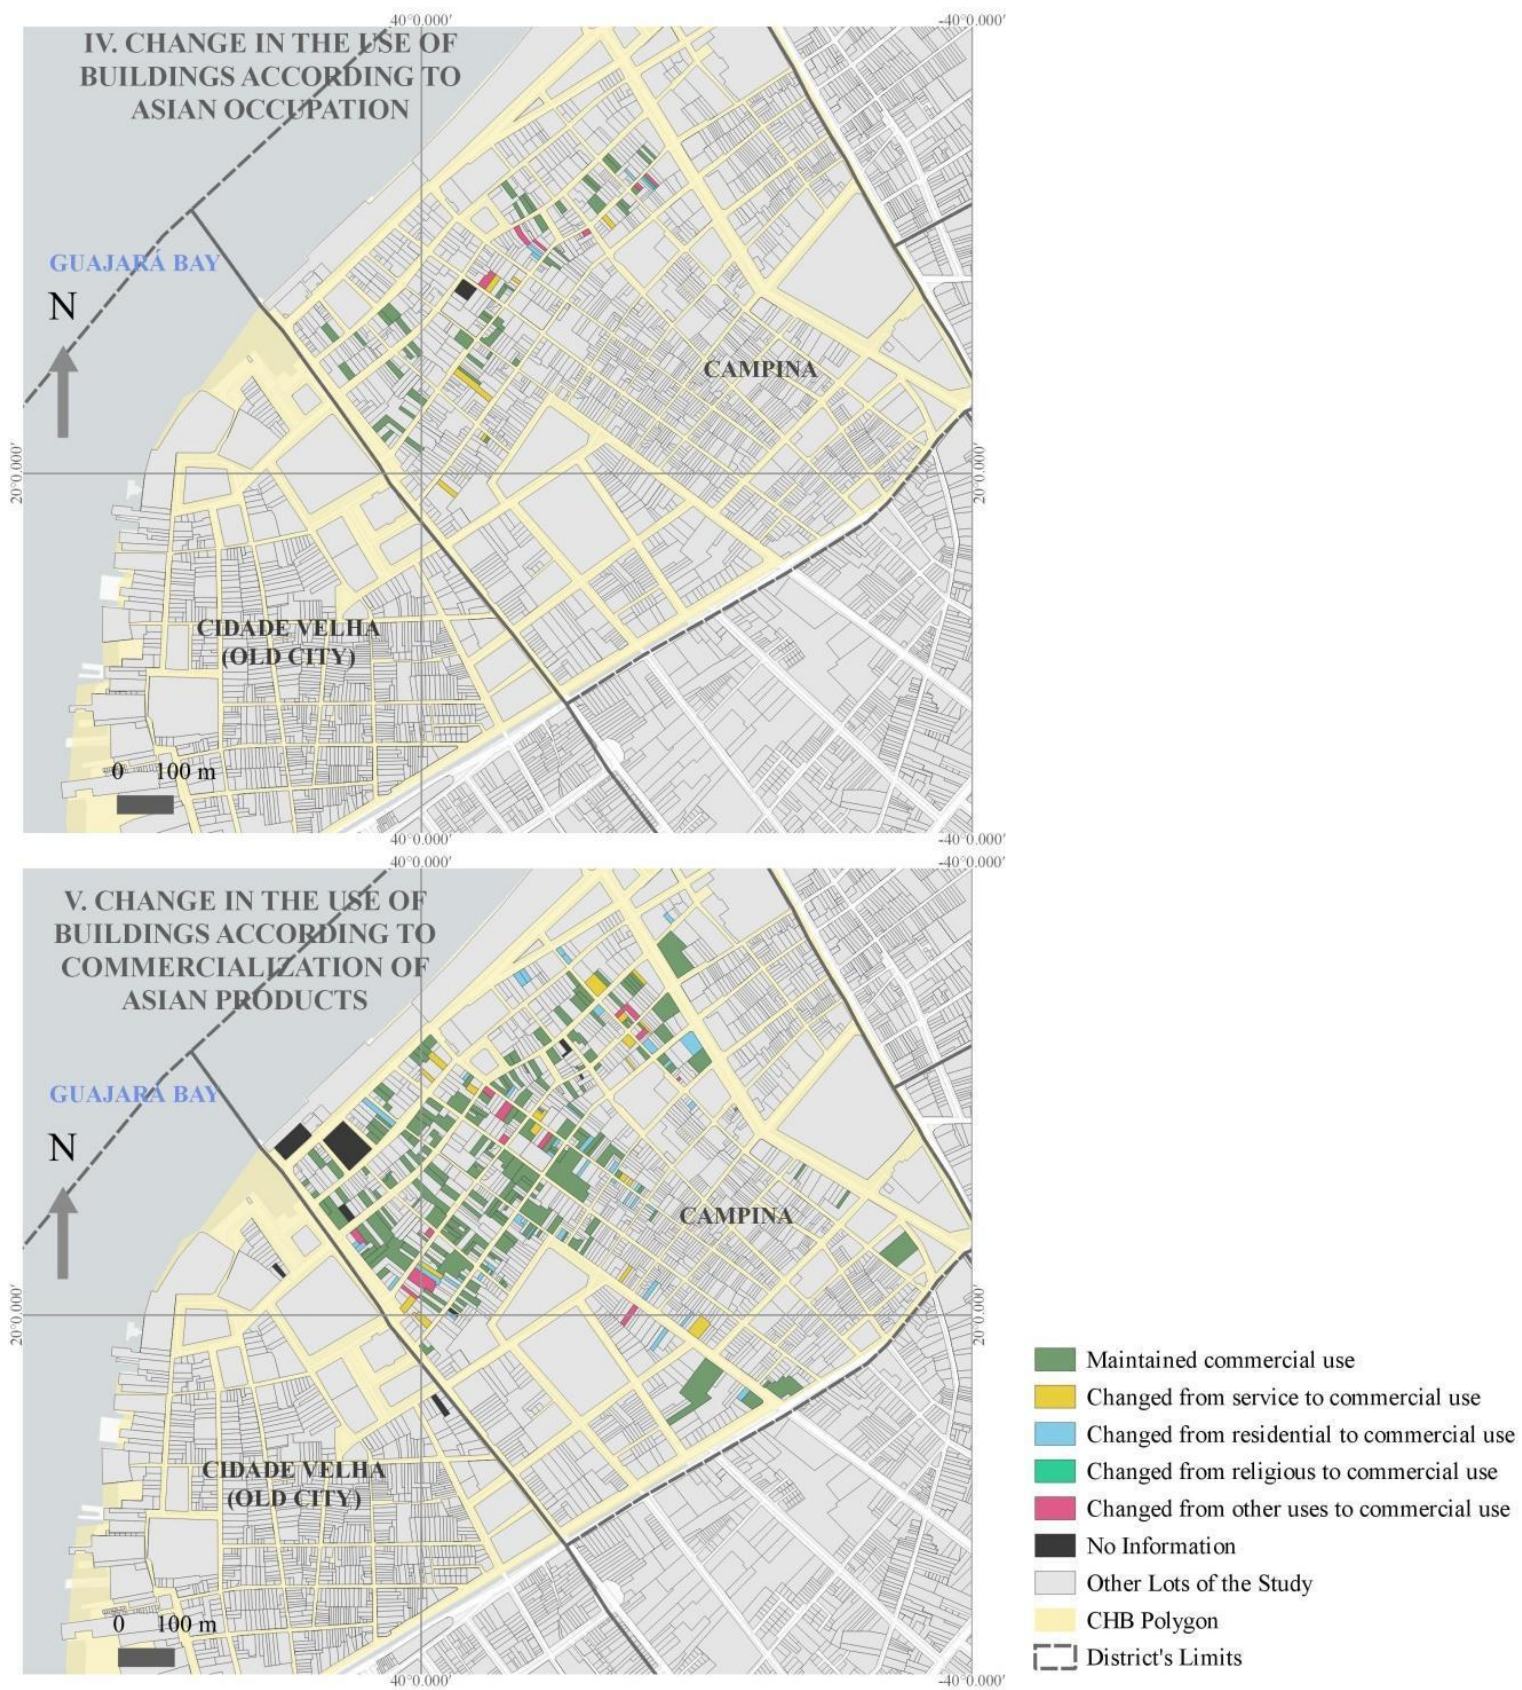 40°0.000′
-40°0.000′
IV. CHANGE IN THE USE OF
BUILDINGS ACCORDING TO
ASIAN OCCUPATION
GUAJARÁ BAY
N
CAMPINA
20°0.000′
20°0.000′
CIDADE VELHA
(OLD CITY)
0 100 m
40°0.000′
-40°0.000′
40°0.000′
-40°0.000′
V. CHANGE IN THE USE OF
BUILDINGS ACCORDING TO
COMMERCIALIZATION OF
ASIAN PRODUCTS
GUAJARÁ BAY
N
CAMPINA
20°0.000′
20°0.000′
CIDADE VELHA
(OLD CITY)
0 100 m
40°0.000′
-40°0.000′
Maintained commercial use
Changed from service to commercial use
Changed from residential to commercial use
Changed from religious to commercial use
Changed from other uses to commercial use
No Information
Other Lots of the Study
CHB Polygon
District's Limits